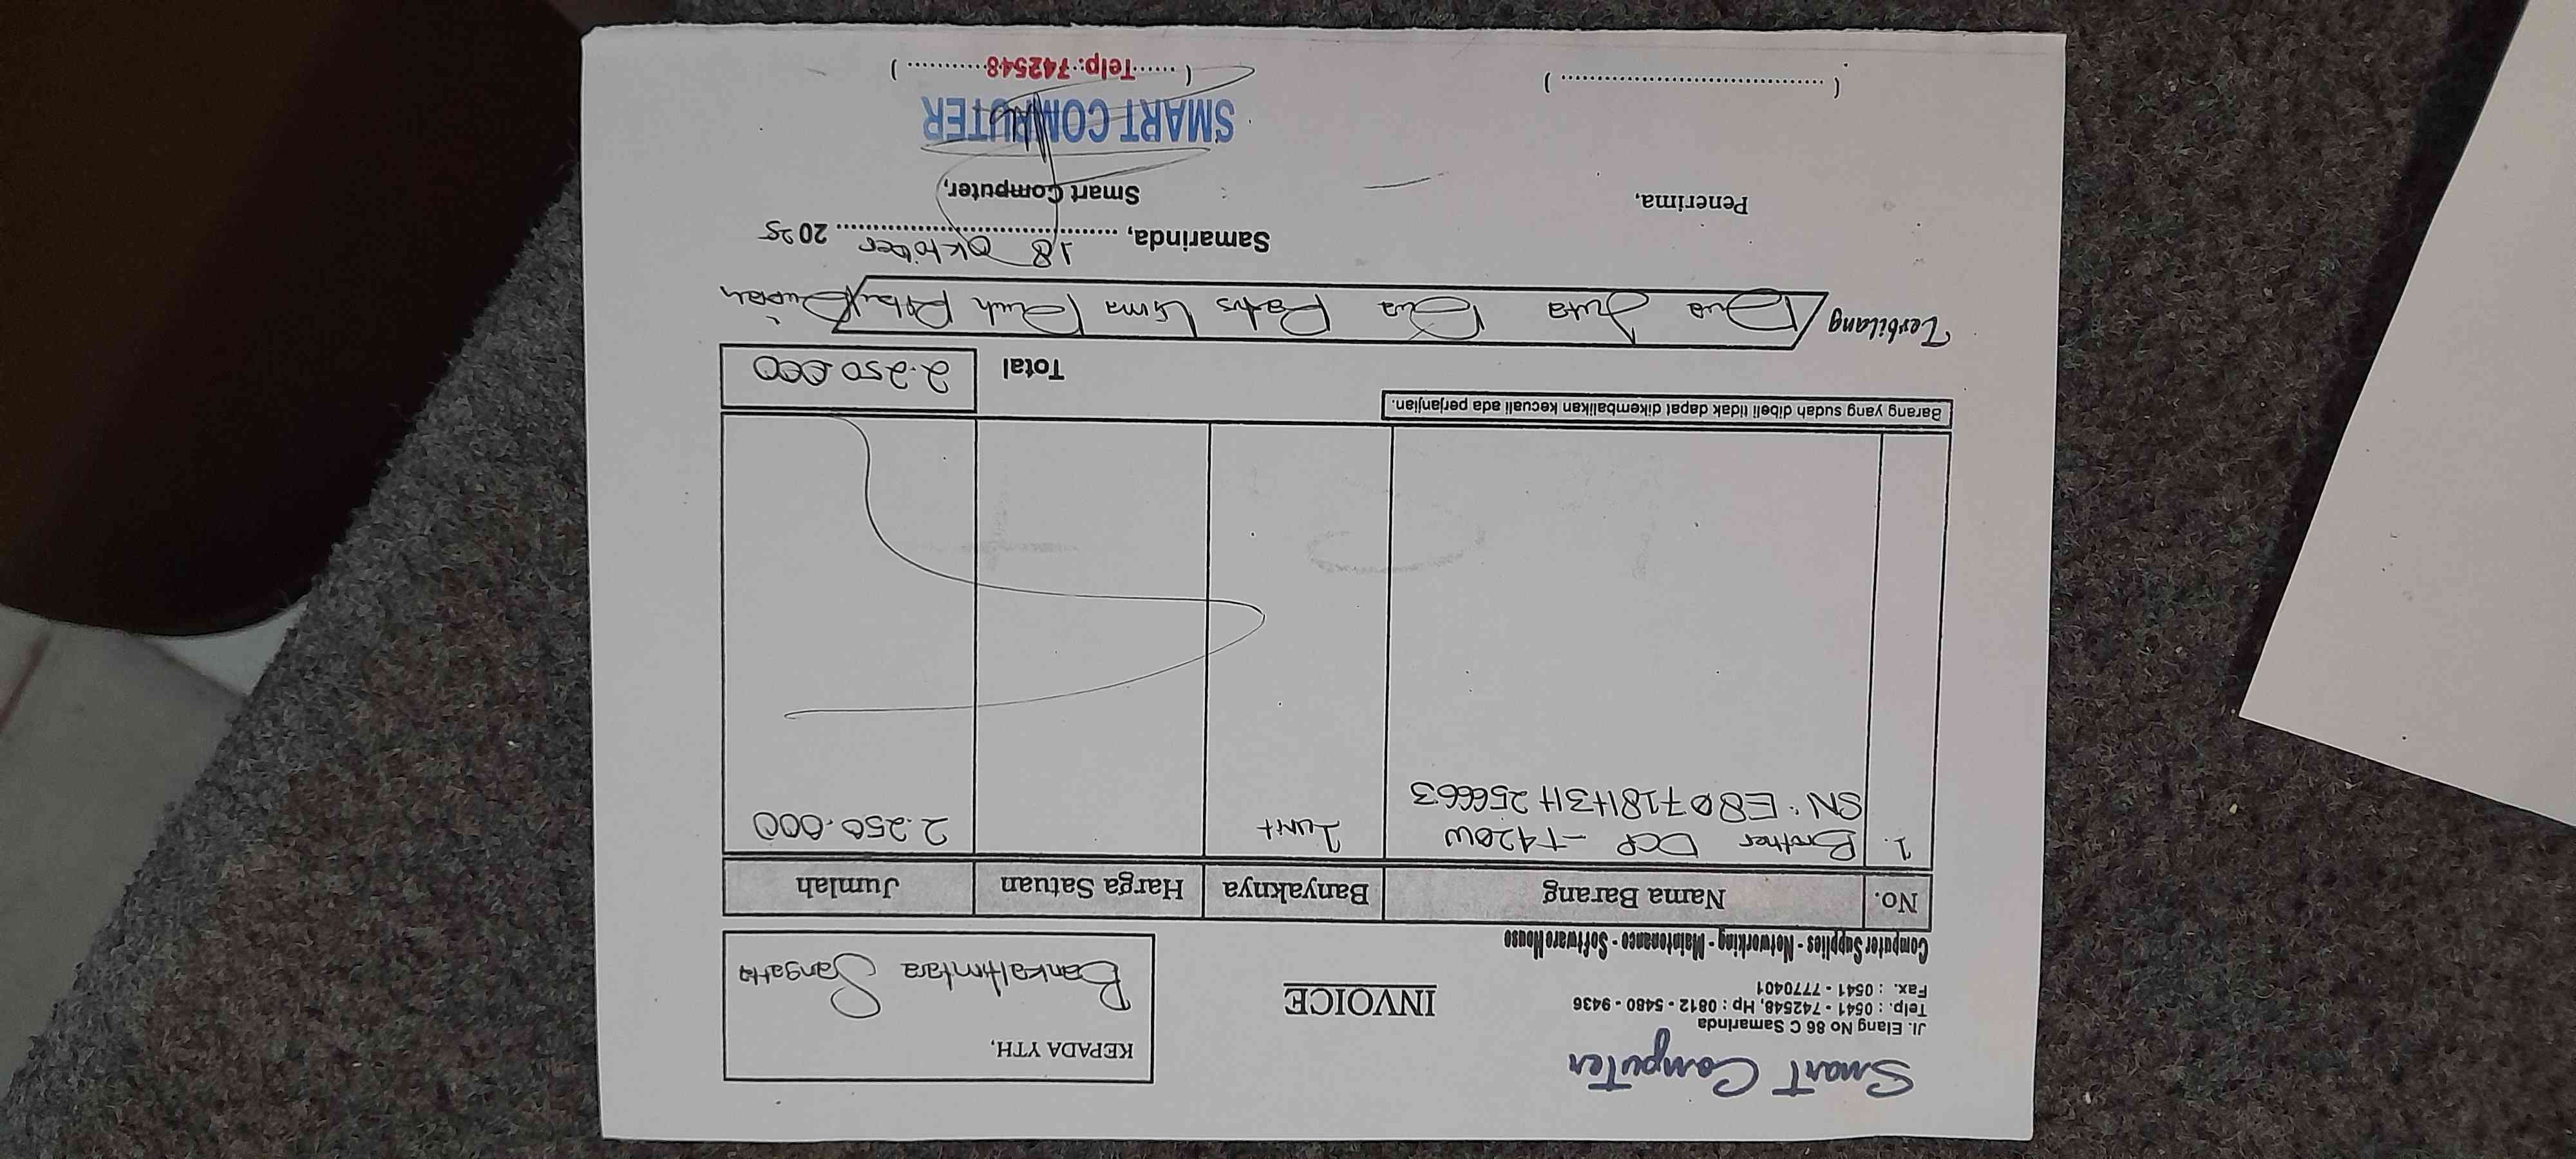 Smart Computer
Jl. Elang No 86 C Samarinda
Telp. : 0541 - 742548, Hp : 0812 - 5480 - 9436
Fax. : 0541 - 7770401
Computer Supplies - Networking - Maintenance - Software House
INVOICE
KEPADA YTH,
Bankaltimtara Sangatta
No. Nama Barang Banyaknya Harga Satuan Jumlah
1. Brother DCP - T420W 1 unit 2.250.000
SN : E80718H3H256663
Barang yang sudah dibeli tidak dapat dikembalikan kecuali ada perjanjian.
Total 2.250.000
Terbilang Dua Juta Dua Ratus Lima Puluh Ribu Rupiah
Samarinda, 18 Oktober 2025
Penerima, Smart Computer,
SMART COMPUTER
(..............................) (......Telp: 742548...........)